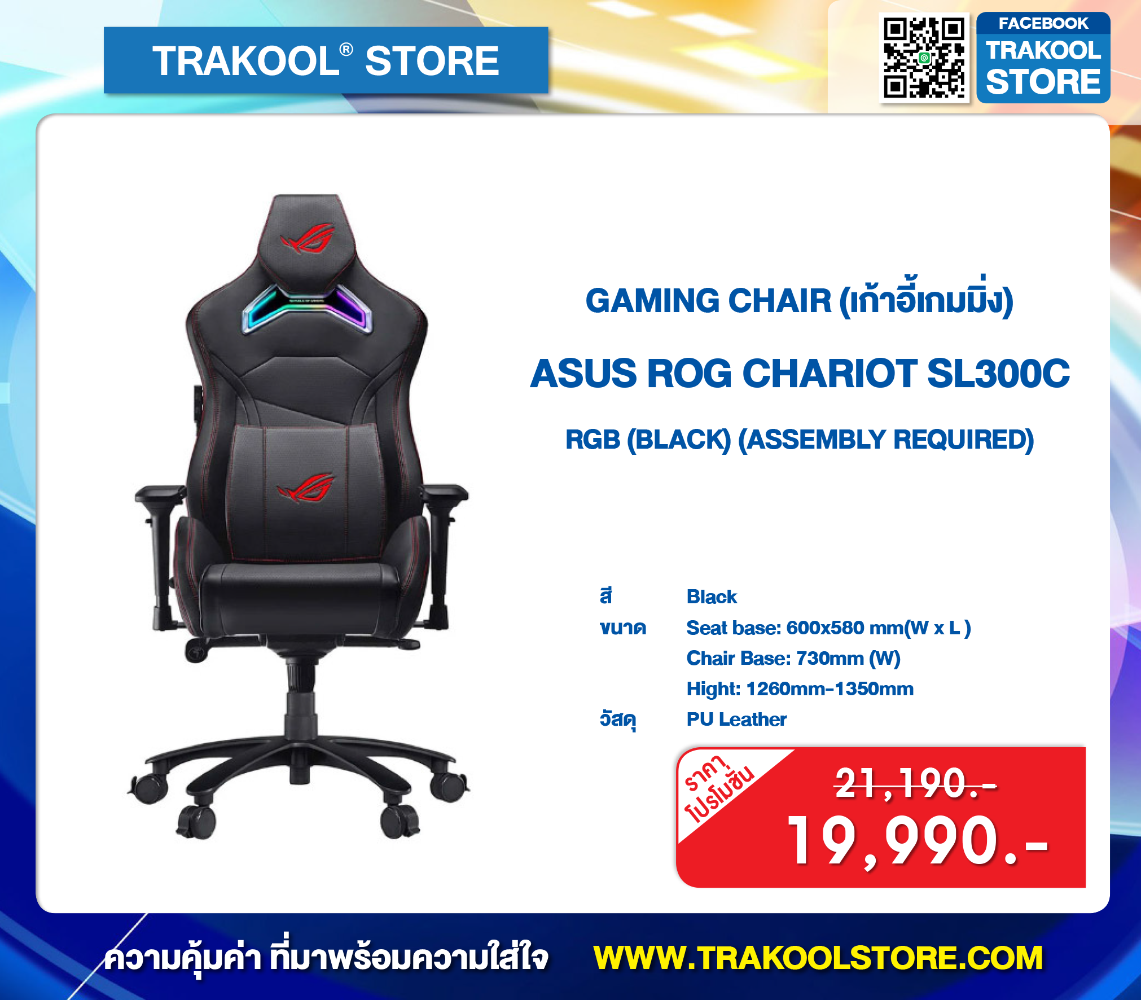 TRAKOOL® STORE
FACEBOOK
TRAKOOL
STORE
GAMING CHAIR (เก้าอี้เกมมิ่ง)
ASUS ROG CHARIOT SL300C
RGB (BLACK) (ASSEMBLY REQUIRED)
สี Black
ขนาด Seat base: 600x580 mm(W x L )
Chair Base: 730mm (W)
Hight: 1260mm-1350mm
วัสดุ PU Leather
ราคา
โปรโมชั่น
21,190.-
19,990.-
ความคุ้มค่า ที่มาพร้อมความใส่ใจ WWW.TRAKOOLSTORE.COM